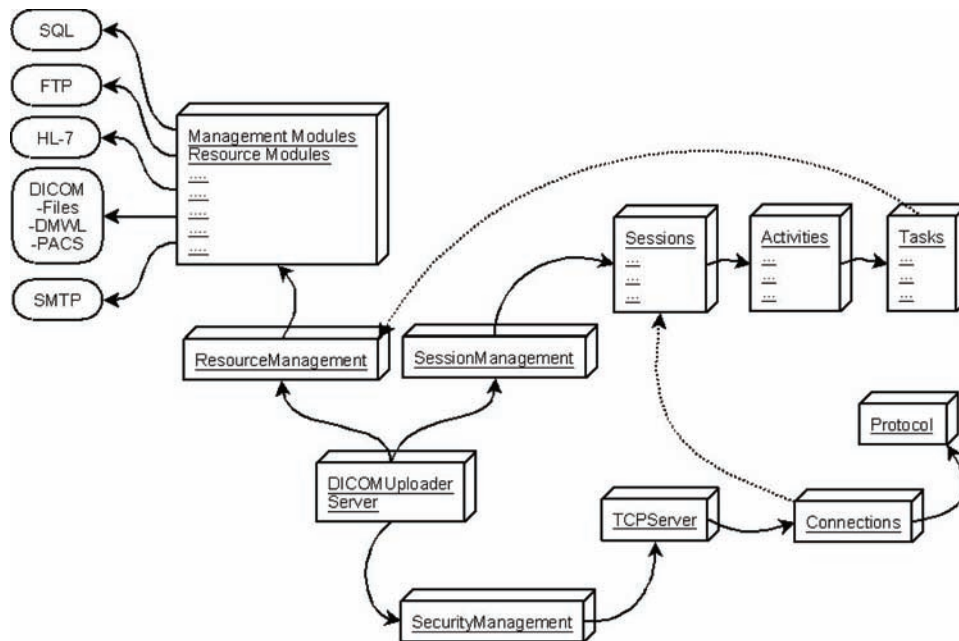 SQL
FTP
HL-7
DICOM
-Files
-DMWL
-PACS
SMTP
Management Modules
Resource Modules
....
....
....
....
....
Sessions
...
...
...
Activities
...
...
...
Tasks
...
...
...
ResourceManagement
SessionManagement
Protocol
DICOMUploader
Server
TCPServer
Connections
SecurityManagement